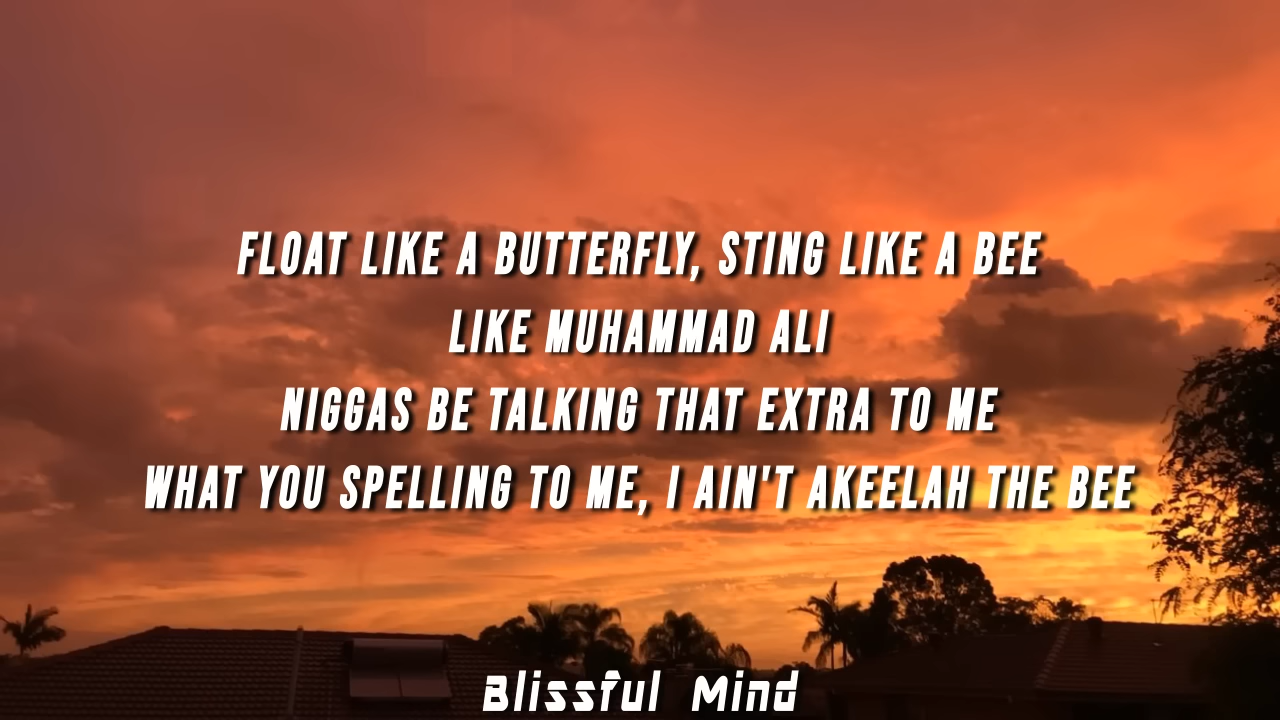 FLOAT LIKE A BUTTERFLY, STING LIKE A BEE
LIKE MUHAMMAD ALI
NIGGAS BE TALKING THAT EXTRA TO ME
WHAT YOU SPELLING TO ME, I AIN'T AKEELAH THE BEE
Blissful Mind